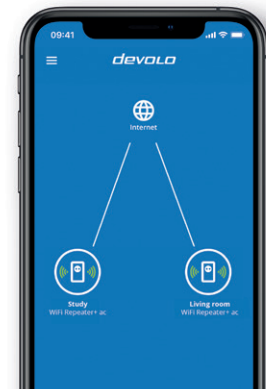 09:41
devolo
Internet
Study
WiFi Repeater+ ac
Living room
WiFi Repeater+ ac